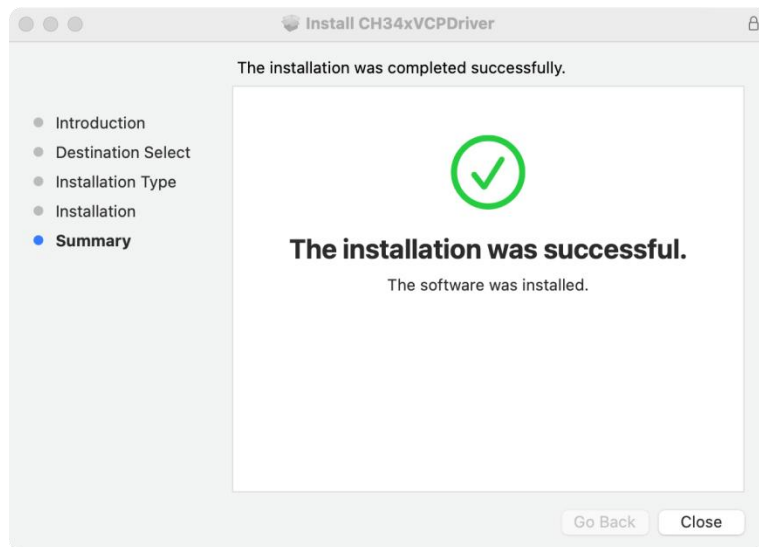 Install CH34xVCPDriver
The installation was completed successfully.
Introduction
Destination Select
Installation Type
Installation
Summary
The installation was successful.
The software was installed.
Go Back
Close